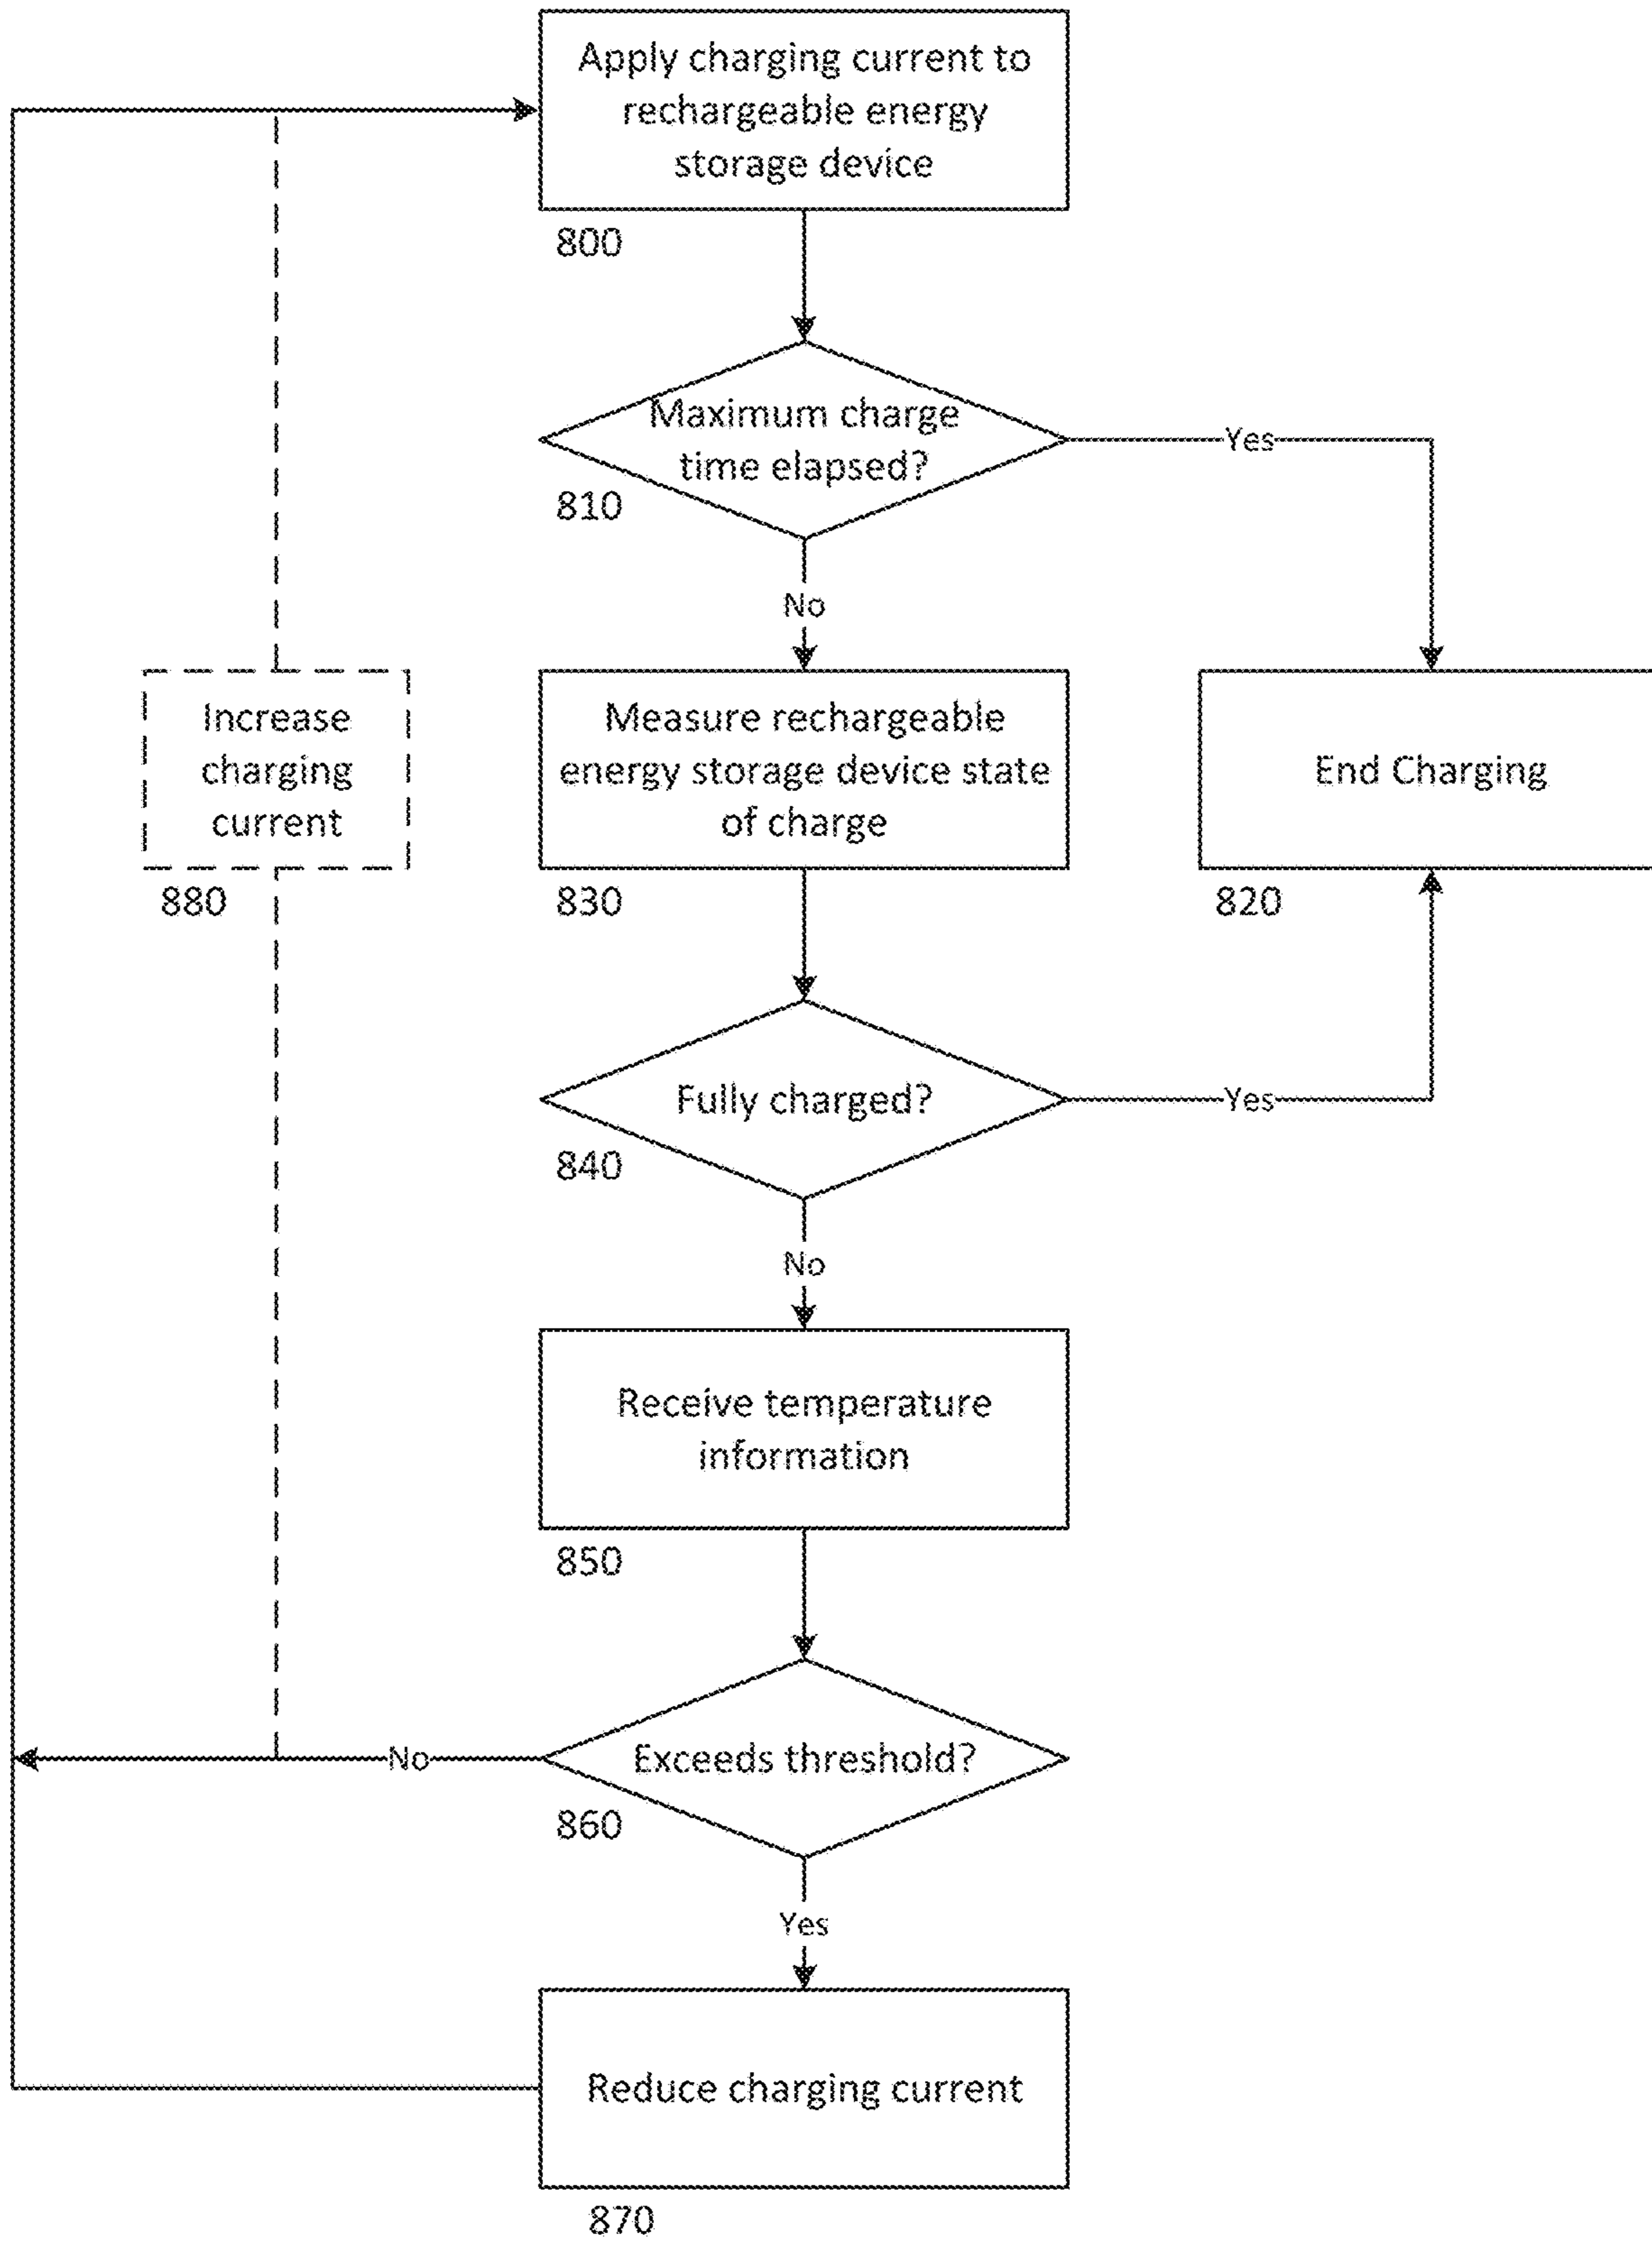 Apply charging current to
rechargeable energy
storage device
800
Maximum charge
time elapsed?
810
Yes
No
Increase
charging
current
880
Measure rechargeable
energy storage device state
of charge
830
End Charging
820
Fully charged?
840
Yes
No
Receive temperature
information
850
Exceeds threshold?
860
No
Yes
Reduce charging current
870